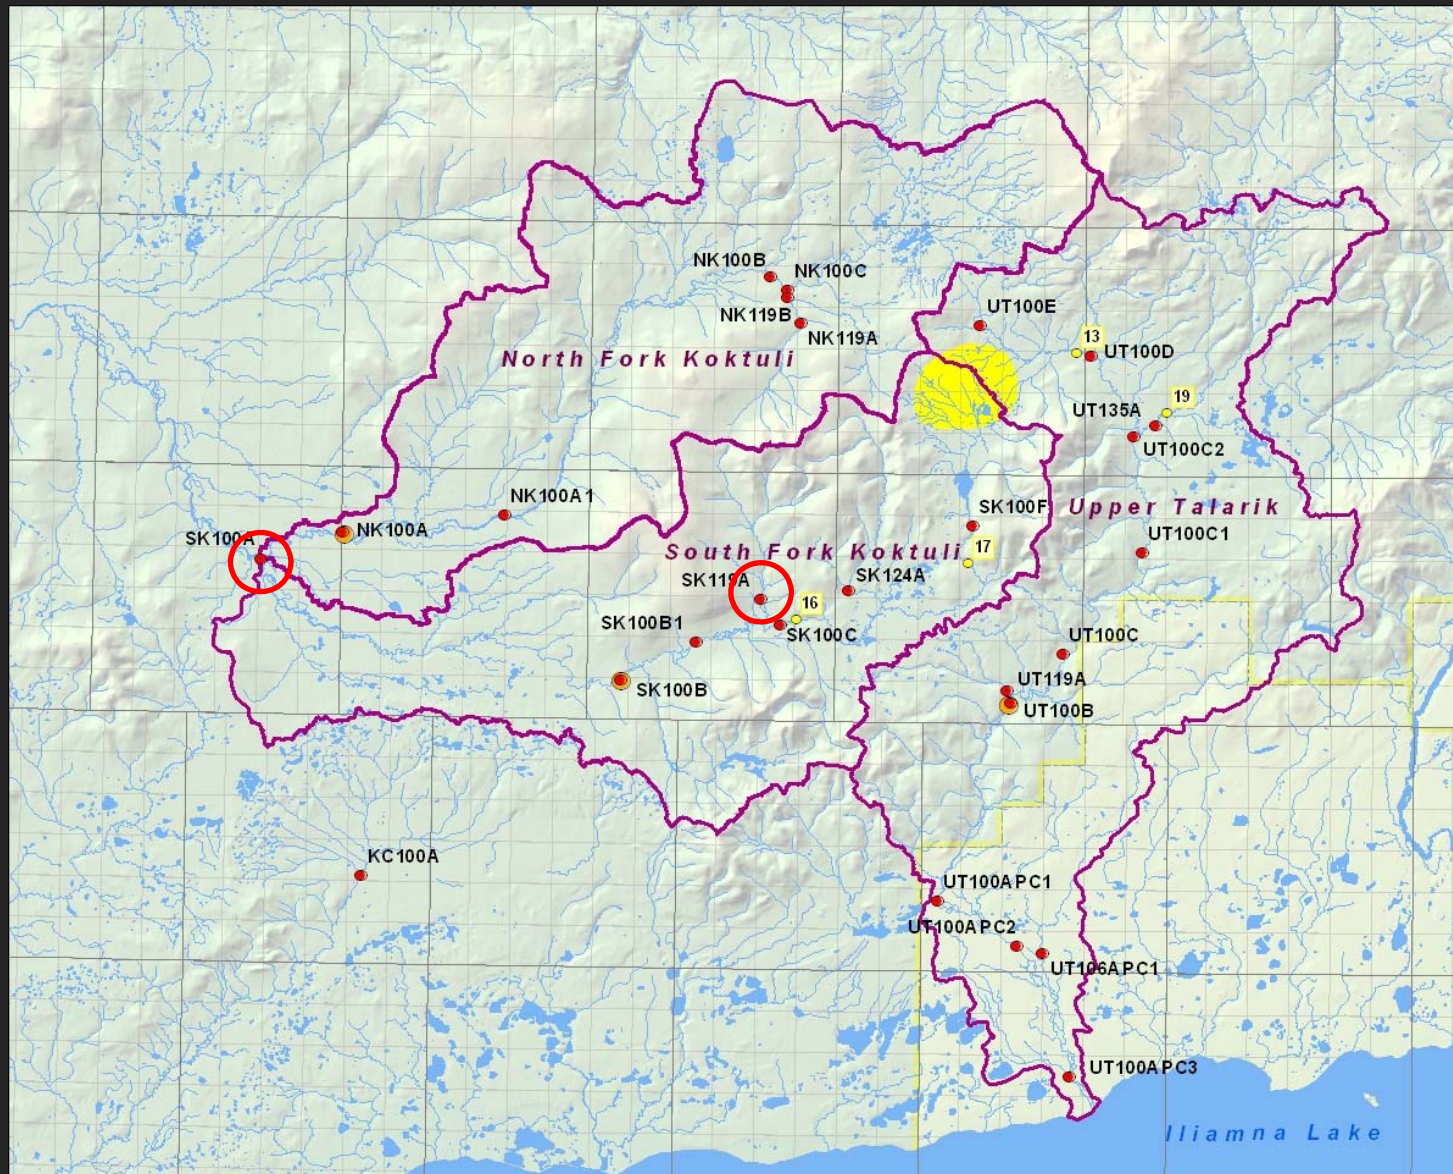 NK100B
NK100C
NK119B
NK119A
UT100E
13
UT100D
North Fork Koktuli
19
UT135A
UT100C2
NK100A1
SK100F
Upper Talarik
NK100A
SK100A
South Fork Koktuli
17
UT100C1
SK119A
SK124A
16
SK100B1
SK100C
UT100C
UT119A
SK100B
UT100B
KC100A
UT100APC1
UT100APC2
UT106APC1
UT100APC3
Iliamna Lake